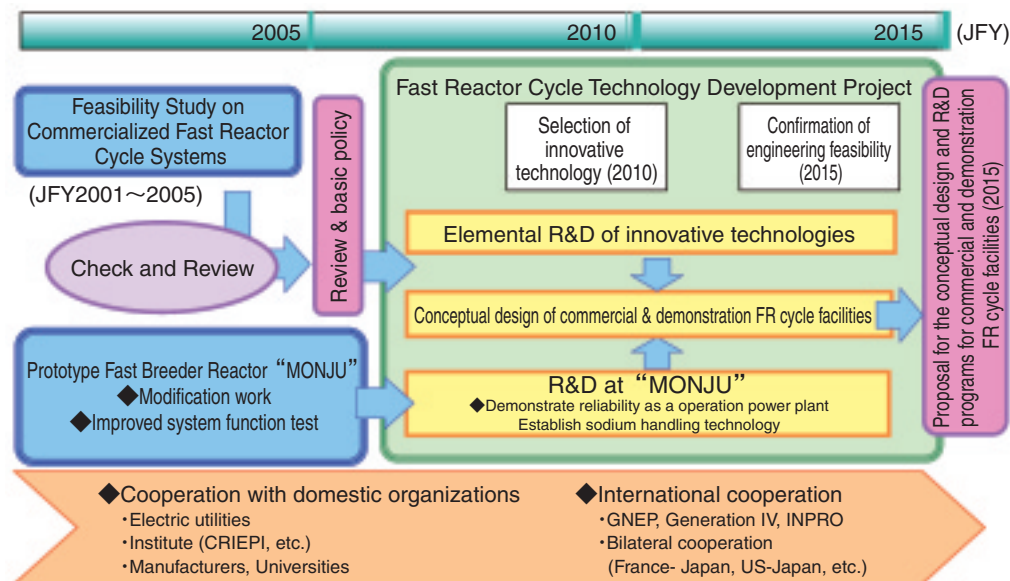 2005
2010
2015
(JFY)
Feasibility Study on
Commercialized Fast Reactor
Cycle Systems
(JFY2001～2005)
Check and Review
Review & basic policy
Fast Reactor Cycle Technology Development Project
Selection of
innovative
technology (2010)
Confirmation of
engineering feasibility
(2015)
Elemental R&D of innovative technologies
Conceptual design of commercial & demonstration FR cycle facilities
Prototype Fast Breeder Reactor “MONJU”
◆Modification work
◆Improved system function test
R&D at “MONJU”
◆Demonstrate reliability as a operation power plant
Establish sodium handling technology
Proposal for the conceptual design and R&D
programs for commercial and demonstration
FR cycle facilities (2015)
◆Cooperation with domestic organizations
・Electric utilities
・Institute (CRIEPI, etc.)
・Manufacturers, Universities
◆International cooperation
・GNEP, Generation IV, INPRO
・Bilateral cooperation
(France- Japan, US-Japan, etc.)